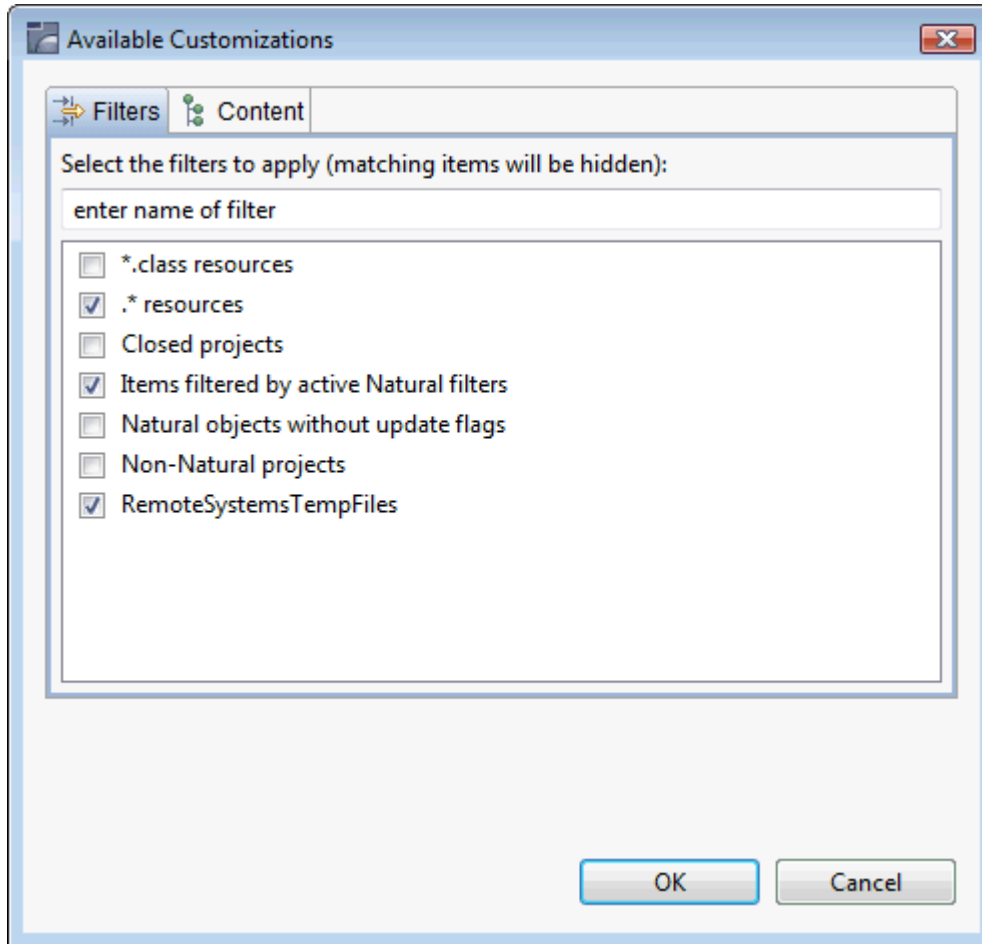 Available Customizations
Filters Content
Select the filters to apply (matching items will be hidden):
enter name of filter
*.class resources
.* resources
Closed projects
Items filtered by active Natural filters
Natural objects without update flags
Non-Natural projects
RemoteSystemsTempFiles
OK Cancel